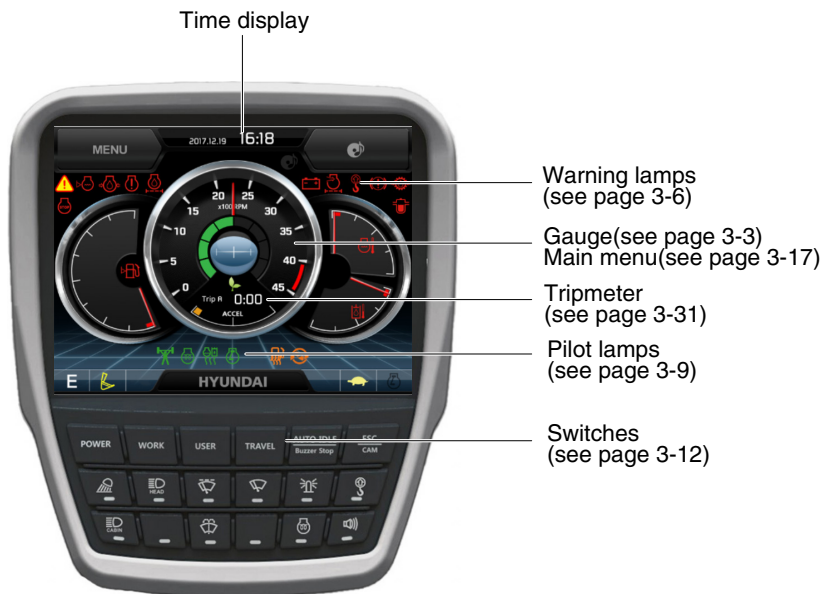 Time display
MENU
2017.12.19 16:18
Warning lamps
(see page 3-6)
Gauge(see page 3-3)
Main menu(see page 3-17)
Tripmeter
(see page 3-31)
Pilot lamps
(see page 3-9)
0
5
10
15
20
25
30
35
40
45
x100 RPM
Trip A 0:00
ACCEL
E
HYUNDAI
Switches
(see page 3-12)
POWER
WORK
USER
TRAVEL
AUTO IDLE
Buzzer Stop
ESC
CAM
HEAD
CABIN